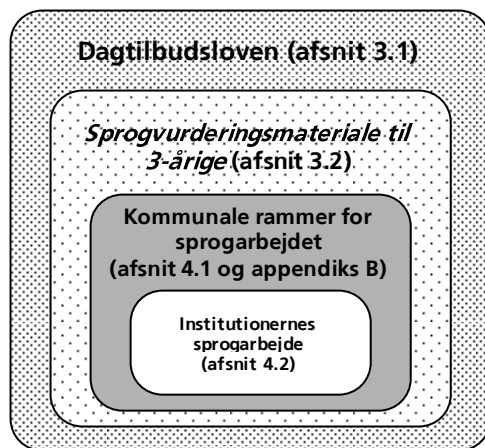 Dagtilbudsloven (afsnit 3.1)
Sprogvurderingsmateriale til
3-årige (afsnit 3.2)
Kommunale rammer for
sprogarbejdet
(afsnit 4.1 og appendiks B)
Institutionernes
sprogarbejde
(afsnit 4.2)